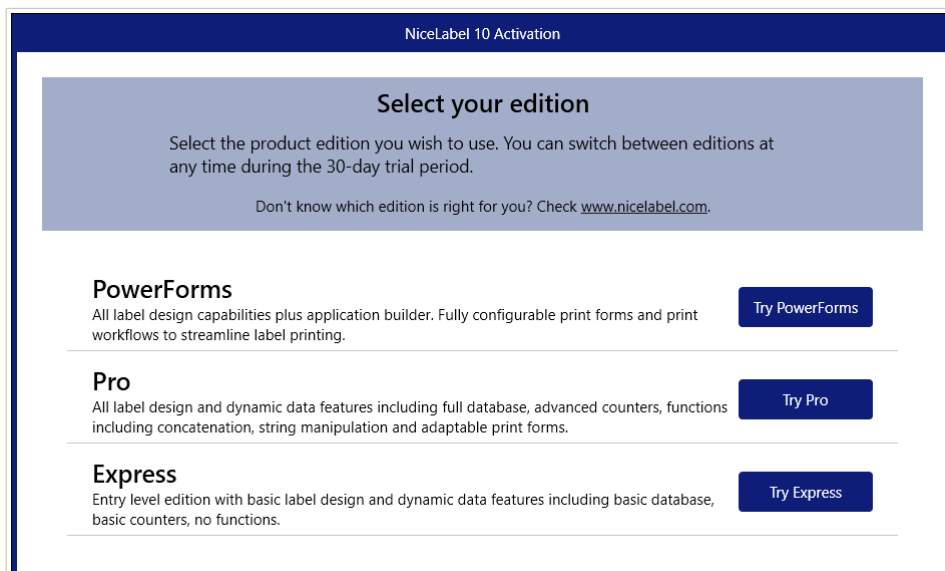 NiceLabel 10 Activation
Select your edition
Select the product edition you wish to use. You can switch between editions at
any time during the 30-day trial period.
Don't know which edition is right for you? Check www.nicelabel.com.
PowerForms
All label design capabilities plus application builder. Fully configurable print forms and print
workflows to streamline label printing.
Try PowerForms
Pro
All label design and dynamic data features including full database, advanced counters, functions
including concatenation, string manipulation and adaptable print forms.
Try Pro
Express
Entry level edition with basic label design and dynamic data features including basic database,
basic counters, no functions.
Try Express